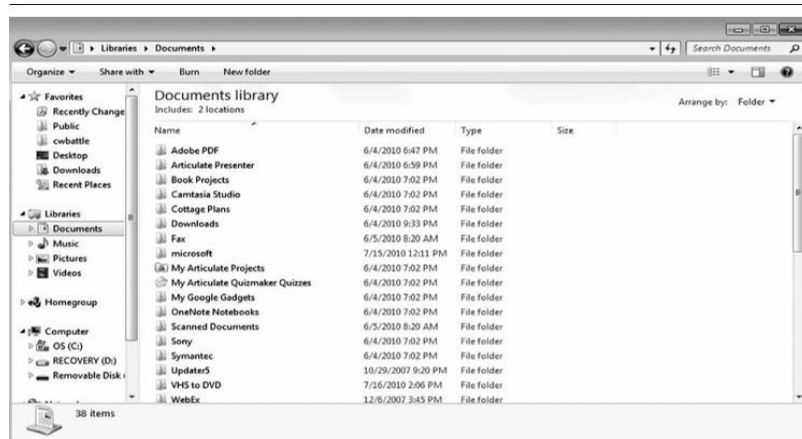 Libraries Documents
Search Documents
Organize Share with Burn New folder
Favorites
Recently Change
Public
cwbattle
Desktop
Downloads
Recent Places
Libraries
Documents
Music
Pictures
Videos
Homegroup
Computer
OS (C:)
RECOVERY (D:)
Removable Disk
Documents library
Includes: 2 locations
Arrange by: Folder
Name Date modified Type Size
Adobe PDF 6/4/2010 6:47 PM File folder
Articulate Presenter 6/4/2010 6:59 PM File folder
Book Projects 6/4/2010 7:02 PM File folder
Camtasia Studio 6/4/2010 7:02 PM File folder
Cottage Plans 6/4/2010 7:02 PM File folder
Downloads 6/4/2010 9:33 PM File folder
Fax 6/5/2010 8:20 AM File folder
microsoft 7/15/2010 12:11 PM File folder
My Articulate Projects 6/4/2010 7:02 PM File folder
My Articulate Quizmaker Quizzes 6/4/2010 7:02 PM File folder
My Google Gadgets 6/4/2010 7:02 PM File folder
OneNote Notebooks 6/4/2010 7:02 PM File folder
Scanned Documents 6/5/2010 8:20 AM File folder
Sony 6/4/2010 7:02 PM File folder
Symantec 6/4/2010 7:02 PM File folder
Updater5 10/29/2007 9:20 PM File folder
VHS to DVD 7/16/2010 2:06 PM File folder
WebEx 12/6/2007 3:45 PM File folder
38 items